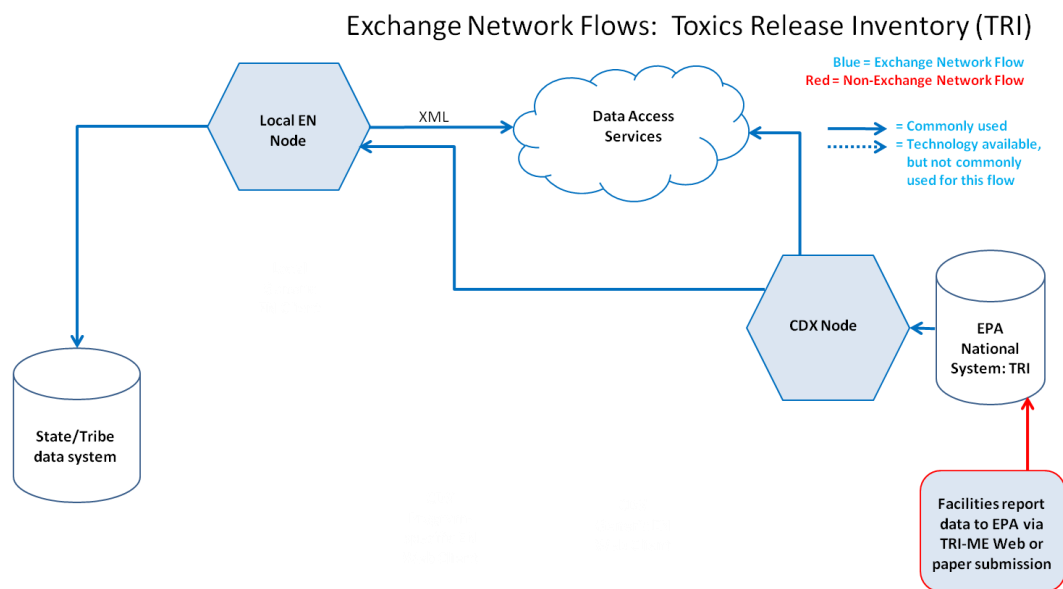 Exchange Network Flows: Toxics Release Inventory (TRI)
Blue = Exchange Network Flow
Red = Non-Exchange Network Flow
Local EN
Node
XML
Data Access
Services
= Commonly used
= Technology available,
but not commonly
used for this flow
CDX Node
EPA
National
System: TRI
State/Tribe
data system
Facilities report
data to EPA via
TRI-ME Web or
paper submission